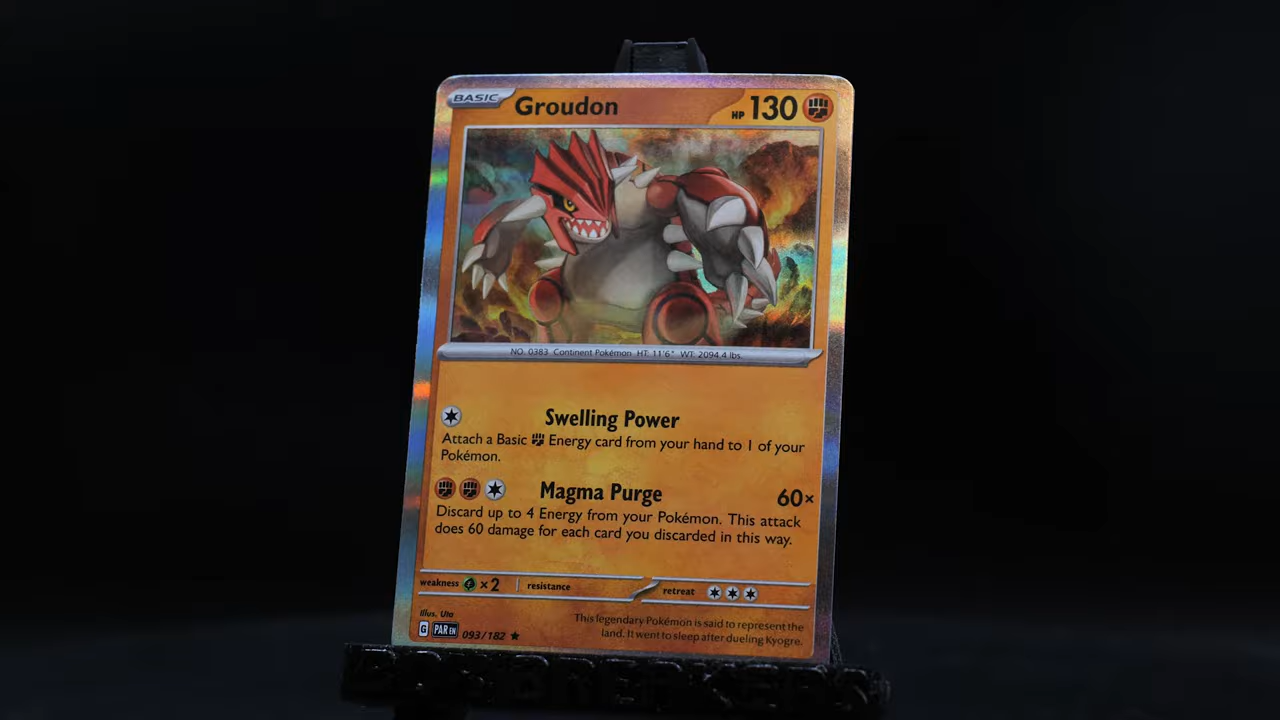 BASIC Groudon HP 130
NO. 0383 Continent Pokémon HT: 11'6" WT: 2094.4 lbs.
Swelling Power
Attach a Basic Energy card from your hand to 1 of your
Pokémon.
Magma Purge 60×
Discard up to 4 Energy from your Pokémon. This attack
does 60 damage for each card you discarded in this way.
weakness ×2 resistance retreat
Illus. Uto
G PAR EN 093/182
This legendary Pokémon is said to represent the
land. It went to sleep after dueling Kyogre.